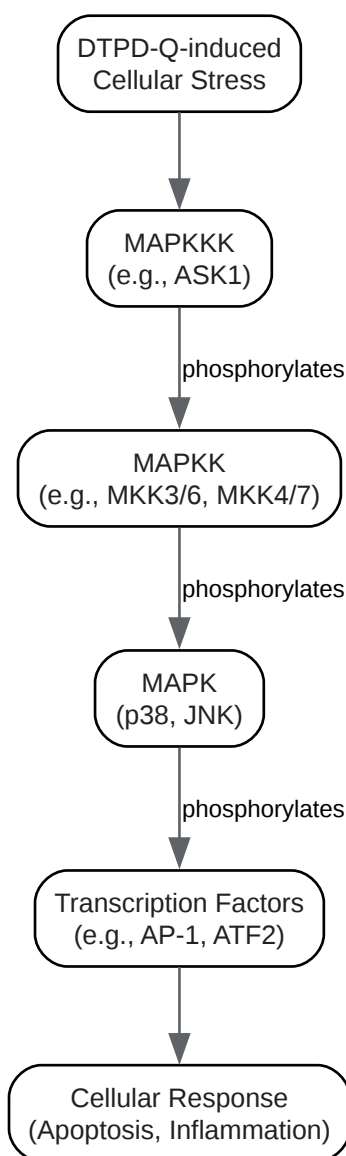 DTPD-Q-induced
Cellular Stress
MAPKKK
(e.g., ASK1)
phosphorylates
MAPKK
(e.g., MKK3/6, MKK4/7)
phosphorylates
MAPK
(p38, JNK)
phosphorylates
Transcription Factors
(e.g., AP-1, ATF2)
Cellular Response
(Apoptosis, Inflammation)